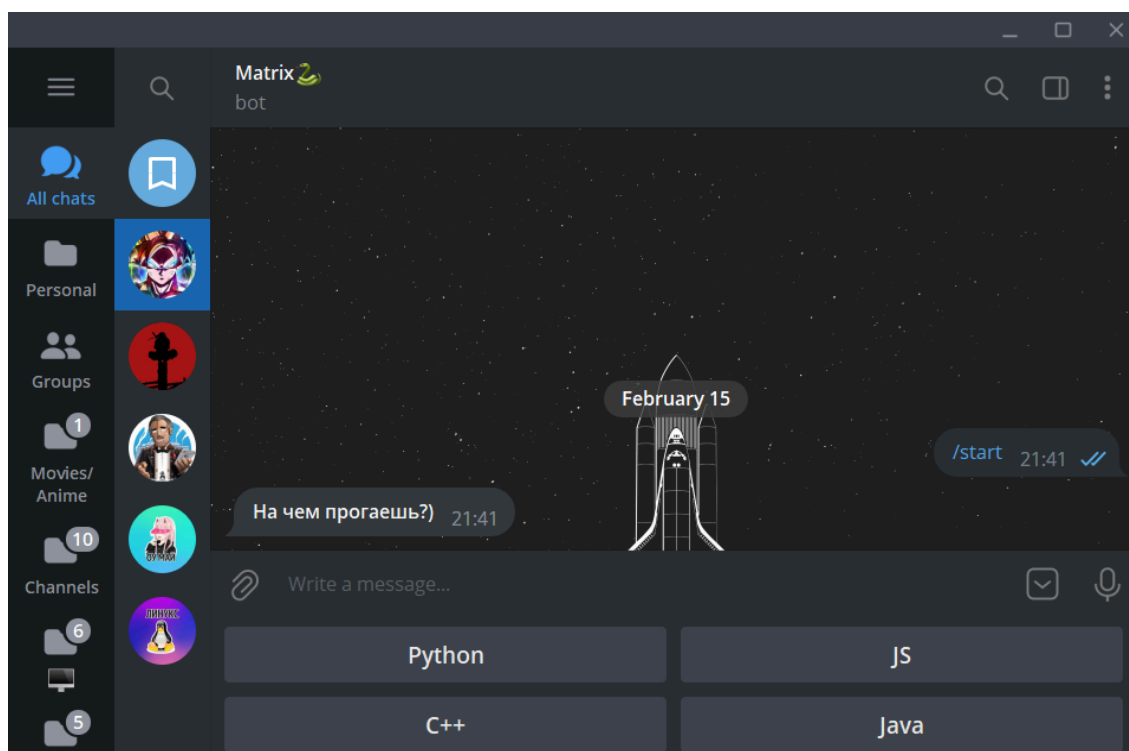 Matrix🐍
bot
All chats
Personal
Groups
1
Movies/
Anime
10
Channels
6
5
ЛИНУКС
February 15
/start 21:41
На чем прогаешь?) 21:41
Write a message...
Python
JS
C++
Java